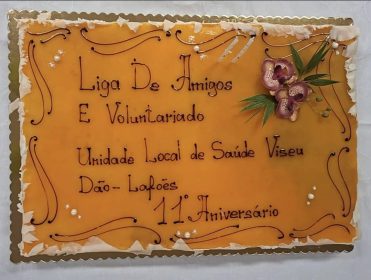 Liga De Amigos
E Voluntariado
Unidade Local de Saúde Viseu
Dão-Lafões
11º Aniversário